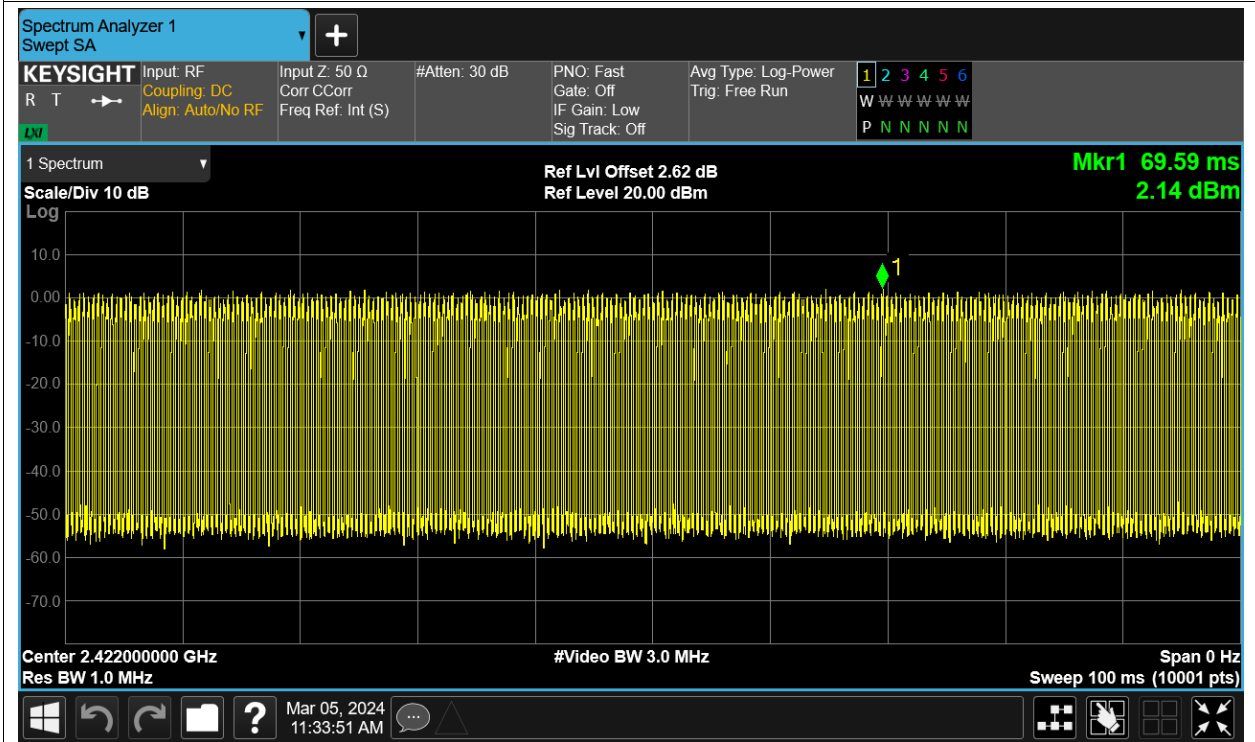 Spectrum Analyzer 1
Swept SA
KEYSIGHT
R T
LXI
Input: RF
Coupling: DC
Align: Auto/No RF
Input Z: 50 Ω
Corr CCorr
Freq Ref: Int (S)
#Atten: 30 dB
PNO: Fast
Gate: Off
IF Gain: Low
Sig Track: Off
Avg Type: Log-Power
Trig: Free Run
1 2 3 4 5 6
W W W W W W
P N N N N N
1 Spectrum
Scale/Div 10 dB
Log
Ref Lvl Offset 2.62 dB
Ref Level 20.00 dBm
Mkr1 69.59 ms
2.14 dBm
1
10.0
0.00
-10.0
-20.0
-30.0
-40.0
-50.0
-60.0
-70.0
Center 2.422000000 GHz
Res BW 1.0 MHz
#Video BW 3.0 MHz
Span 0 Hz
Sweep 100 ms (10001 pts)
?
Mar 05, 2024
11:33:51 AM